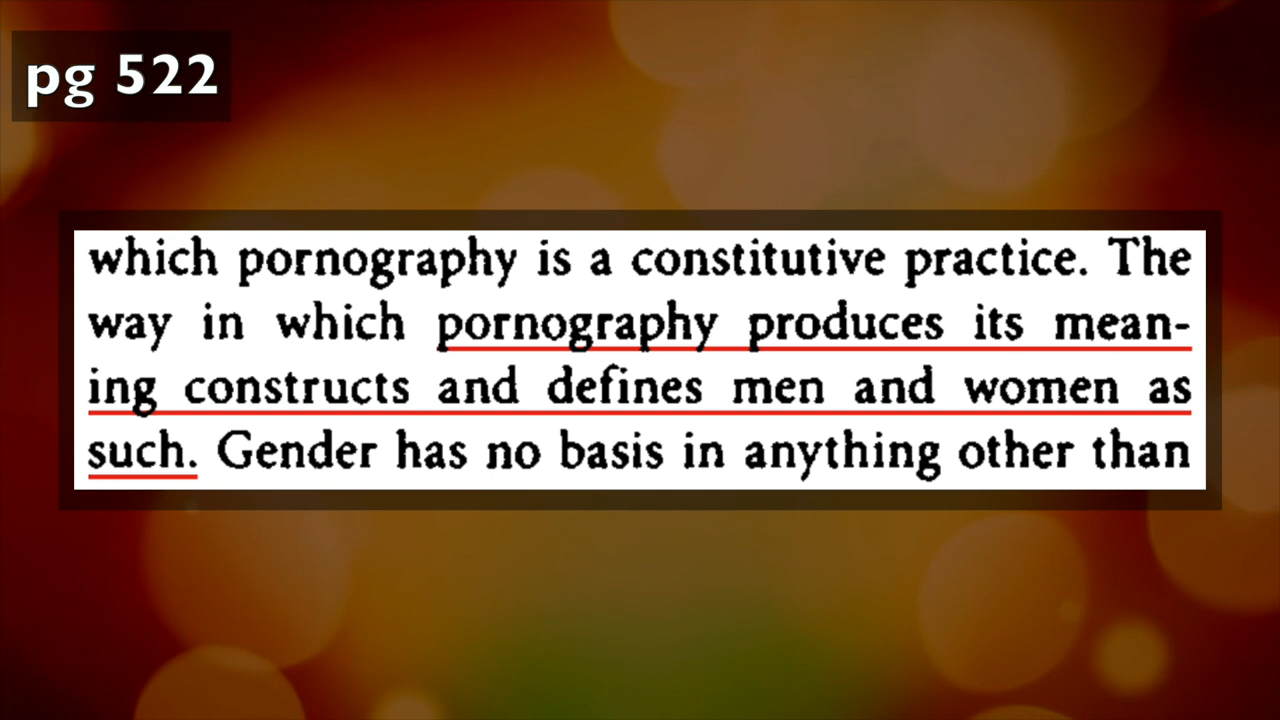 pg 522
which pornography is a constitutive practice. The
way in which pornography produces its mean-
ing constructs and defines men and women as
such. Gender has no basis in anything other than